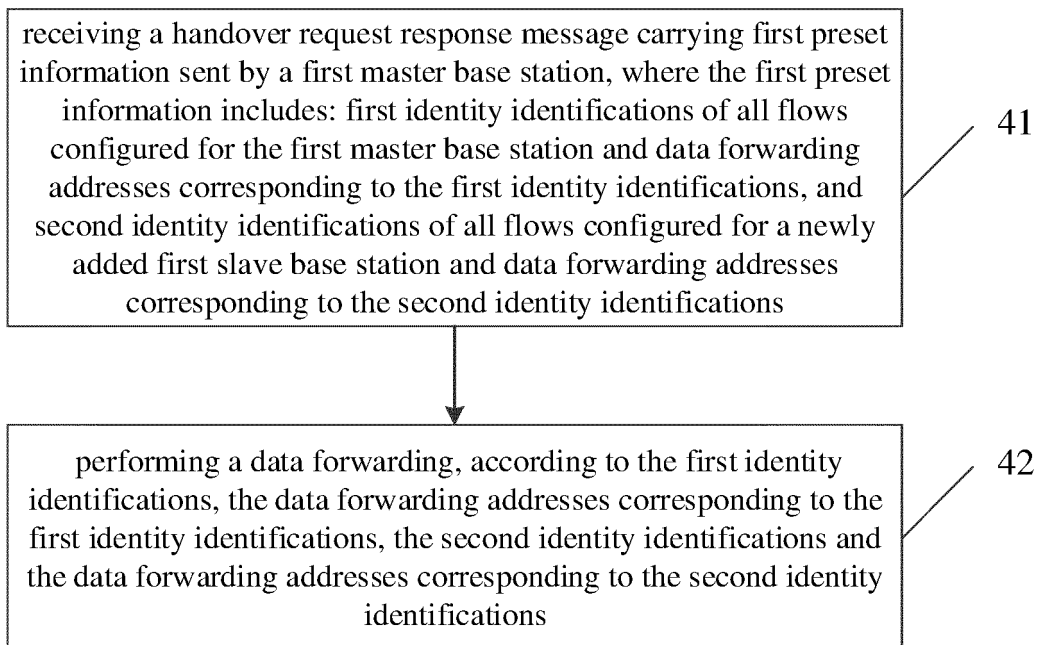 receiving a handover request response message carrying first preset
information sent by a first master base station, where the first preset
information includes: first identity identifications of all flows
configured for the first master base station and data forwarding
addresses corresponding to the first identity identifications, and
second identity identifications of all flows configured for a newly
added first slave base station and data forwarding addresses
corresponding to the second identity identifications
41
performing a data forwarding, according to the first identity
identifications, the data forwarding addresses corresponding to the
first identity identifications, the second identity identifications and
the data forwarding addresses corresponding to the second identity
identifications
42